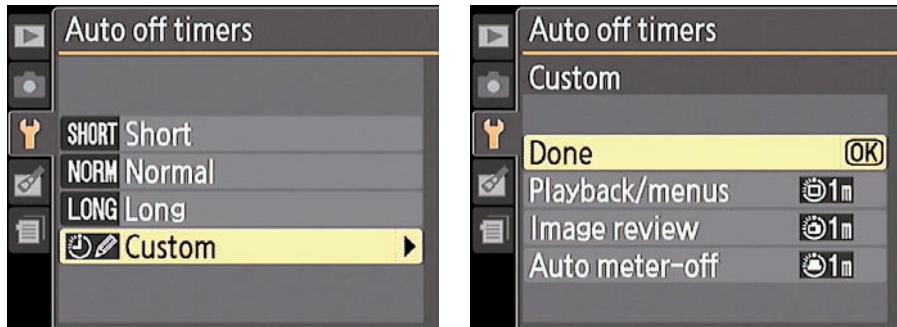 Auto off timers
SHORT Short
NORM Normal
LONG Long
Custom
Auto off timers
Custom
Done OK
Playback/menus 1m
Image review 1m
Auto meter-off 1m